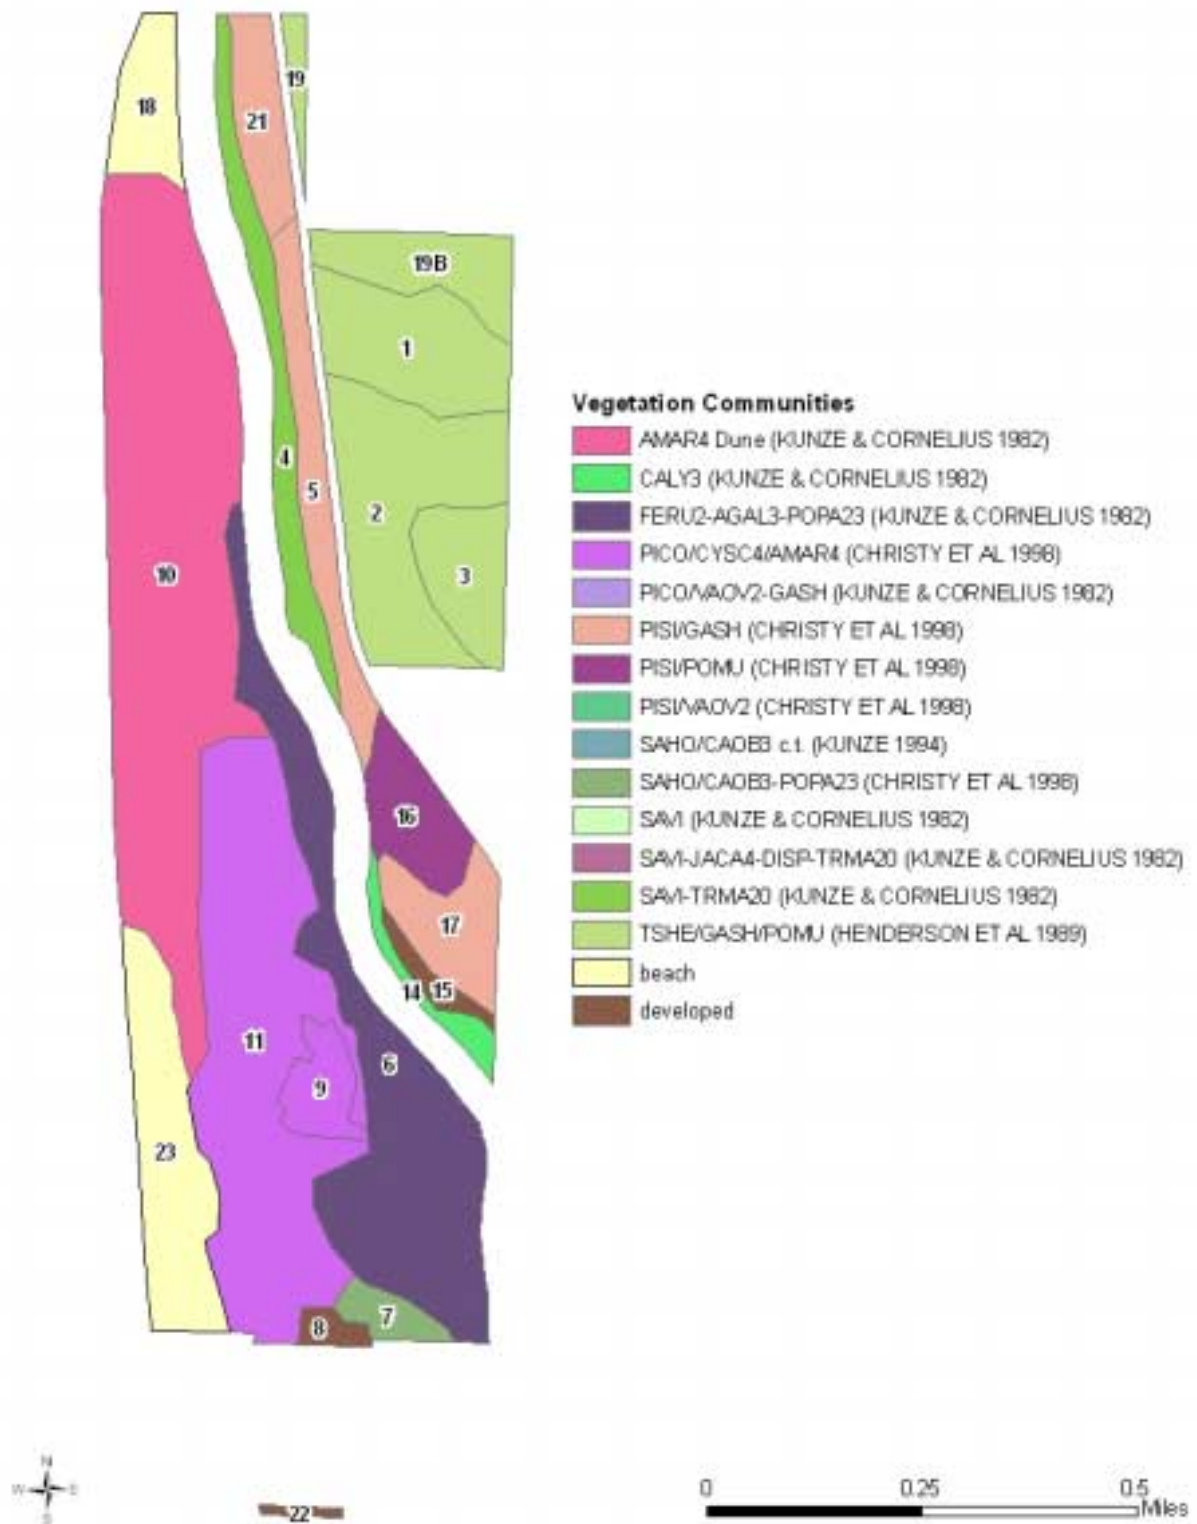 19
18
21
19B
1
Vegetation Communities
AMAR4 Dune (KUNZE & CORNELIUS 1982)
4
CALY3 (KUNZE & CORNELIUS 1982)
5
2
FERU2-AGAL3-POPA23 (KUNZE & CORNELIUS 1982)
PICO/CYSC4/AMAR4 (CHRISTY ET AL 1998)
10
3
PICO/VAOV2-GASH (KUNZE & CORNELIUS 1982)
PISI/GASH (CHRISTY ET AL 1998)
PISI/POMU (CHRISTY ET AL 1998)
PISI/VAOV2 (CHRISTY ET AL 1998)
SAHO/CAOB3 c.t. (KUNZE 1994)
SAHO/CAOB3-POPA23 (CHRISTY ET AL 1998)
16
SAVI (KUNZE & CORNELIUS 1982)
SAVI-JACA4-DISP-TRMA20 (KUNZE & CORNELIUS 1982)
SAVI-TRMA20 (KUNZE & CORNELIUS 1982)
17
TSHE/GASH/POMU (HENDERSON ET AL 1989)
beach
14 15
developed
11
6
9
23
7
8
N
W E
S
0 0.25 0.5
Miles
22